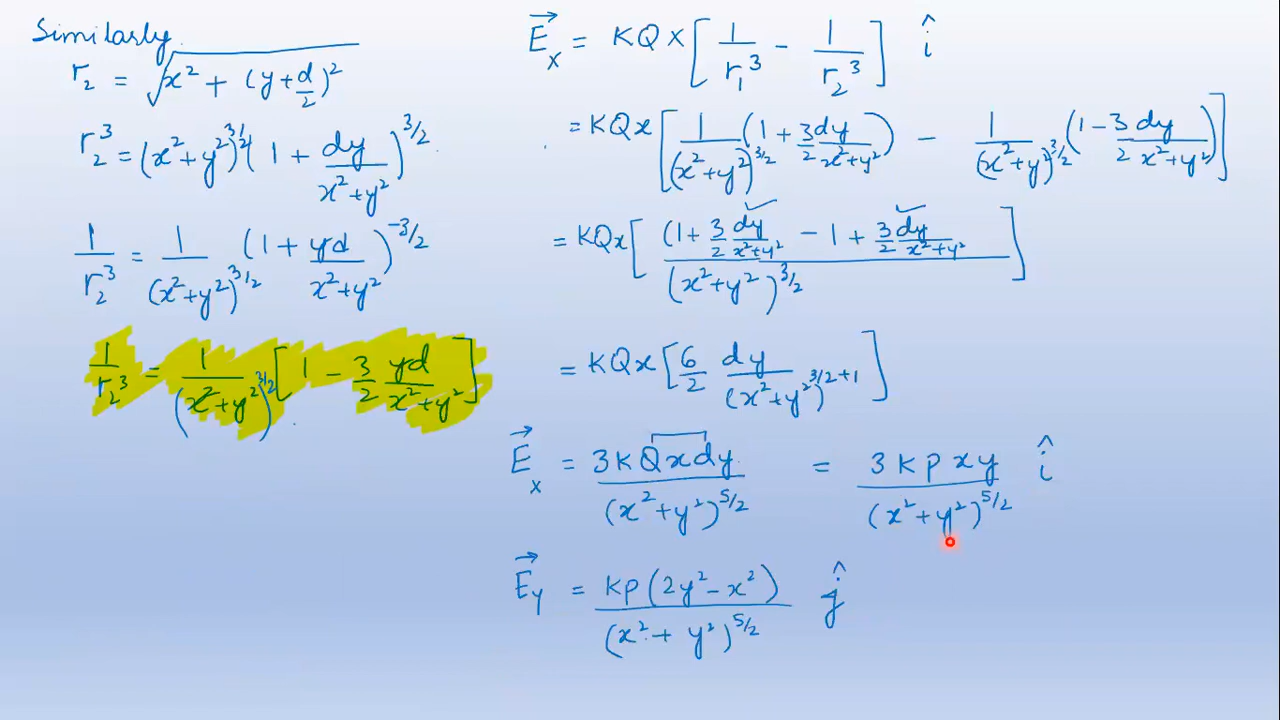 Similarly
r₂ = √(x² + (y+d/2)²)
r₂³ = (x²+y²)^3/2 (1 + dy/(x²+y²))^3/2
1/r₂³ = 1/(x²+y²)^3/2 (1 + yd/(x²+y²))^-3/2
1/r₂³ = 1/(x²+y²)^3/2 [1 - 3/2 yd/(x²+y²)]
E⃗x = KQx [1/r₁³ - 1/r₂³] î
= KQx [1/(x²+y²)^3/2 (1 + 3/2 dy/(x²+y²)) - 1/(x²+y)^3/2 (1 - 3/2 dy/(x²+y²))]
= KQx [(1 + 3/2 dy/(x²+y²) - 1 + 3/2 dy/(x²+y²) / (x²+y²)^3/2]
= KQx [6/2 dy/(x²+y²)^3/2+1]
E⃗x = 3KQxdy/(x²+y²)^5/2 = 3Kpxy/(x²+y²)^5/2 î
E⃗y = Kp(2y²-x²)/(x²+y²)^5/2 ĵ